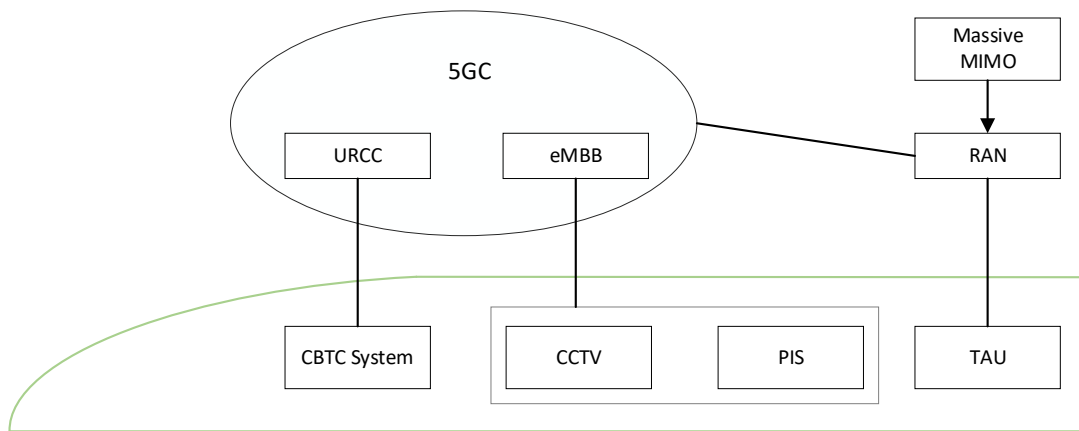 Massive
MIMO
5GC
URCC
eMBB
RAN
CBTC System
CCTV
PIS
TAU